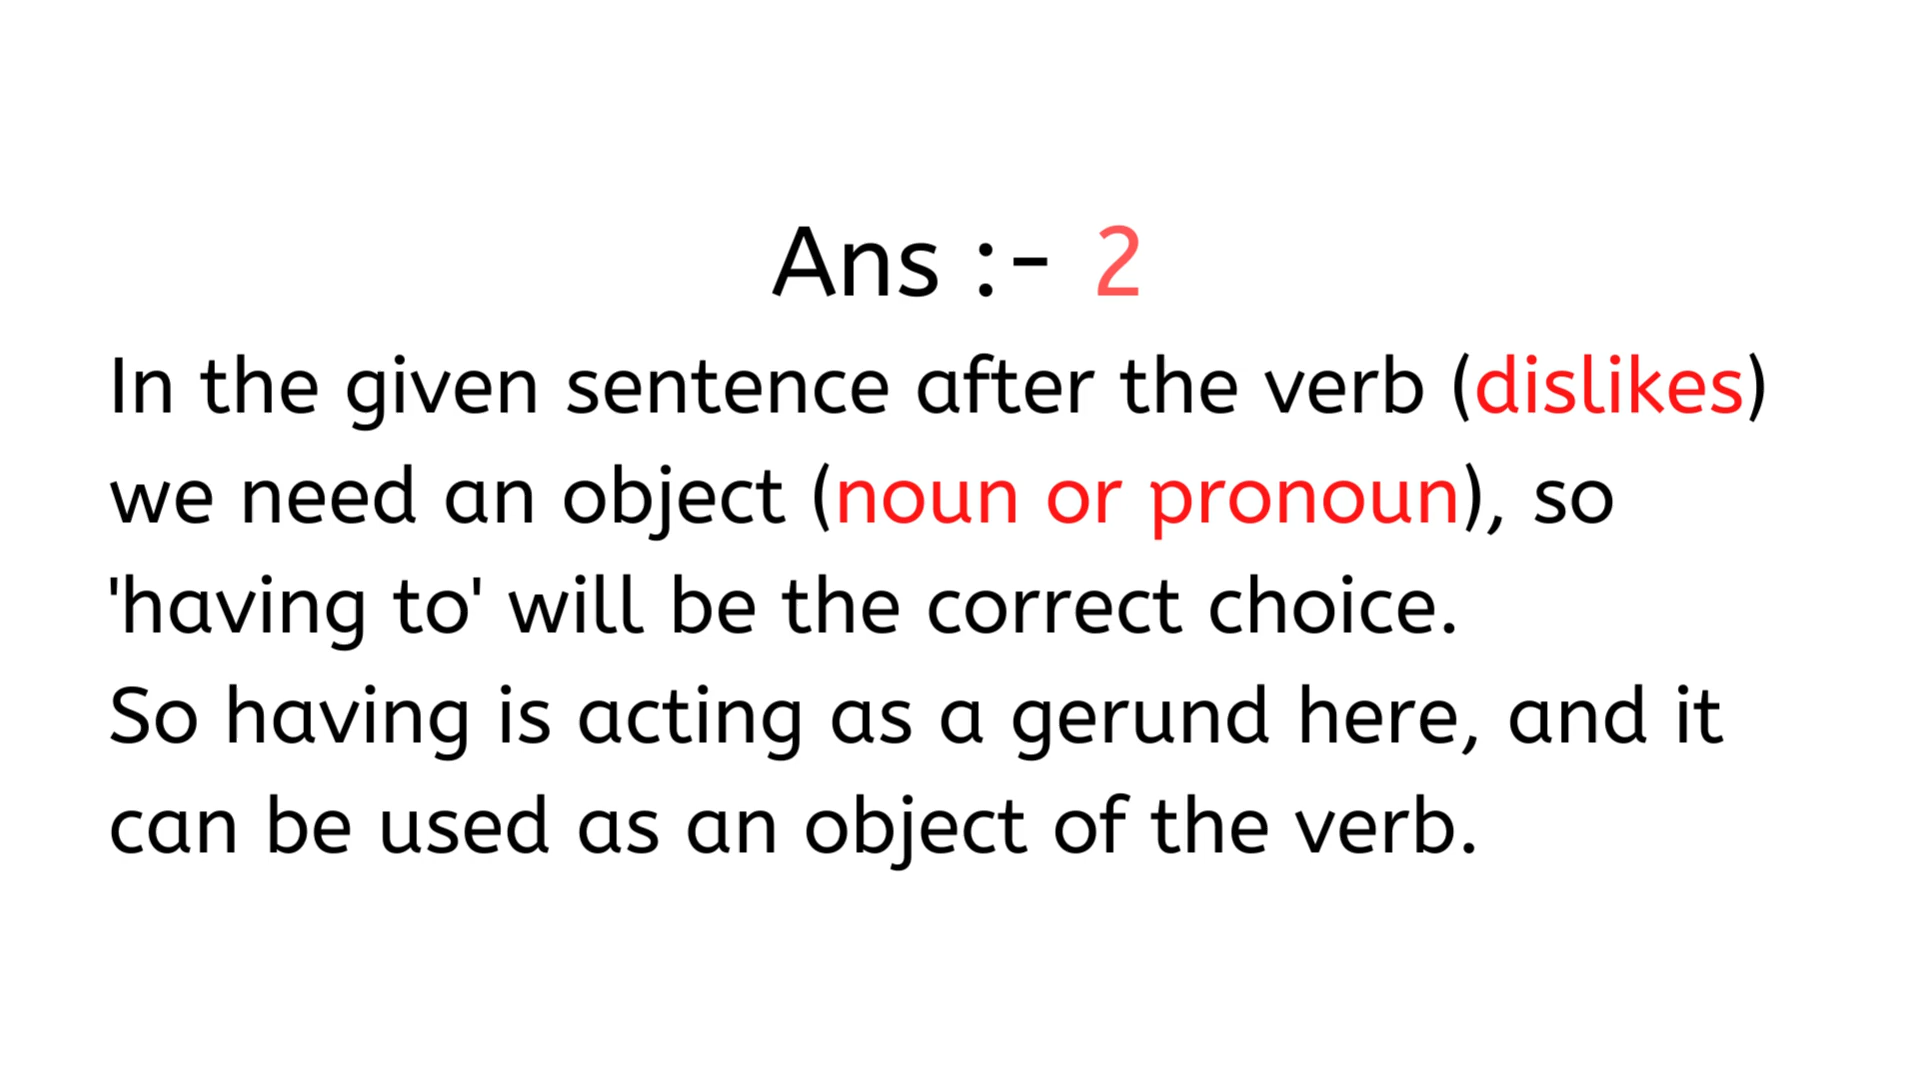 Ans :- 2
In the given sentence after the verb (dislikes)
we need an object (noun or pronoun), so
'having to' will be the correct choice.
So having is acting as a gerund here, and it
can be used as an object of the verb.